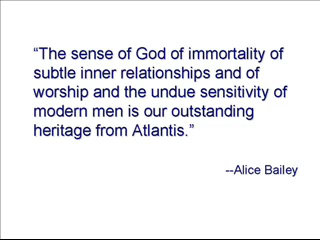 “The sense of God of immortality of
subtle inner relationships and of
worship and the undue sensitivity of
modern men is our outstanding
heritage from Atlantis.”
--Alice Bailey